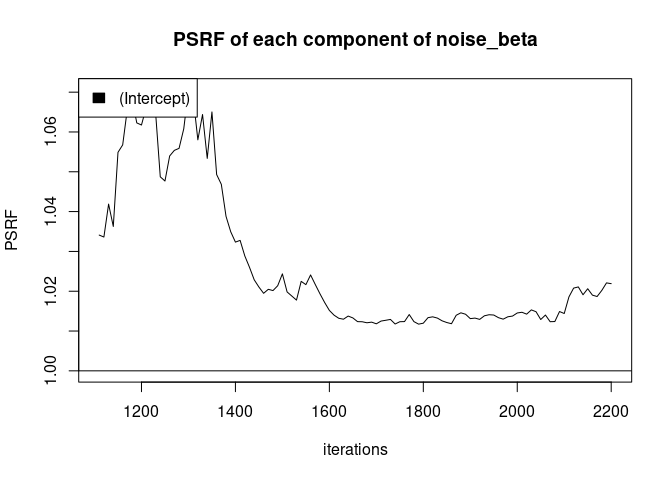 PSRF of each component of noise_beta
(Intercept)
PSRF
1.06
1.04
1.02
1.00
1200 1400 1600 1800 2000 2200
iterations